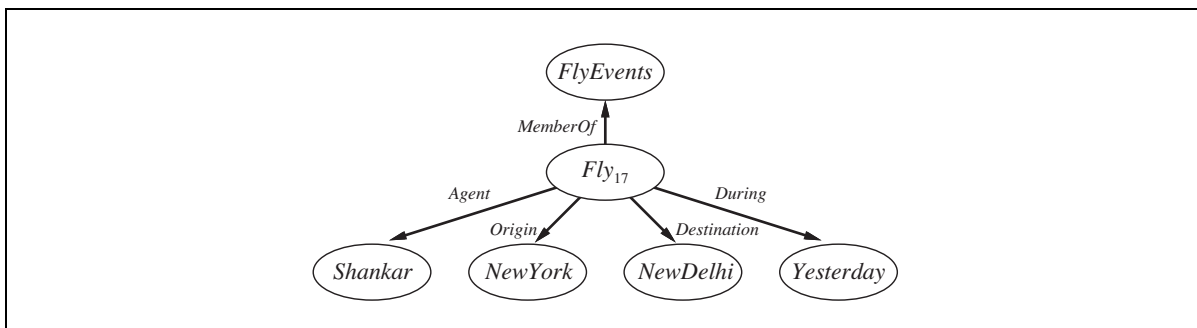 FlyEvents
MemberOf
Fly17
Agent
During
Origin
Destination
Shankar NewYork NewDelhi Yesterday